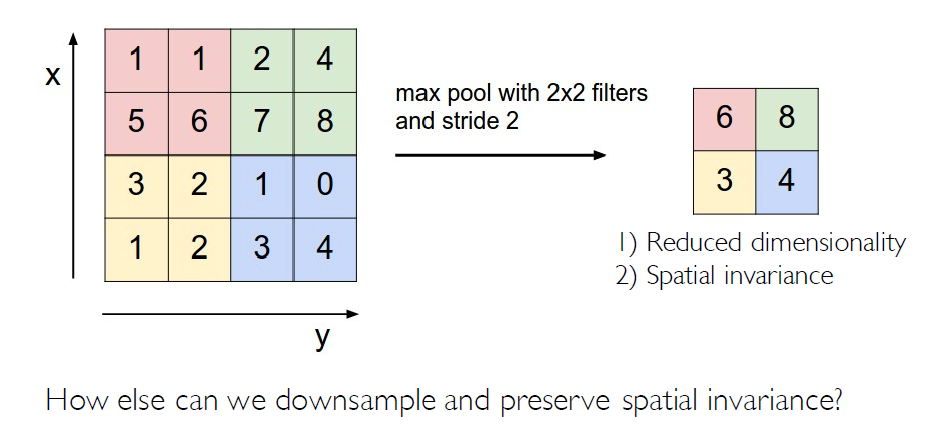 x
1 1 2 4
5 6 7 8
3 2 1 0
1 2 3 4
y
max pool with 2x2 filters
and stride 2
6 8
3 4
1) Reduced dimensionality
2) Spatial invariance
How else can we downsample and preserve spatial invariance?